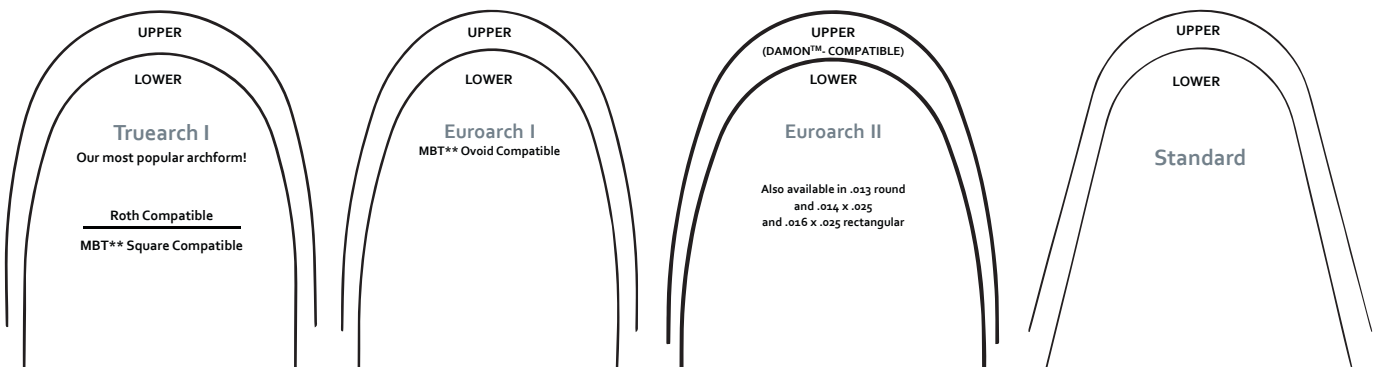 UPPER
LOWER
Truearch I
Our most popular archform!
Roth Compatible
MBT** Square Compatible
UPPER
LOWER
Euroarch I
MBT** Ovoid Compatible
UPPER
(DAMON™- COMPATIBLE)
LOWER
Euroarch II
Also available in .013 round
and .014 x .025
and .016 x .025 rectangular
UPPER
LOWER
Standard